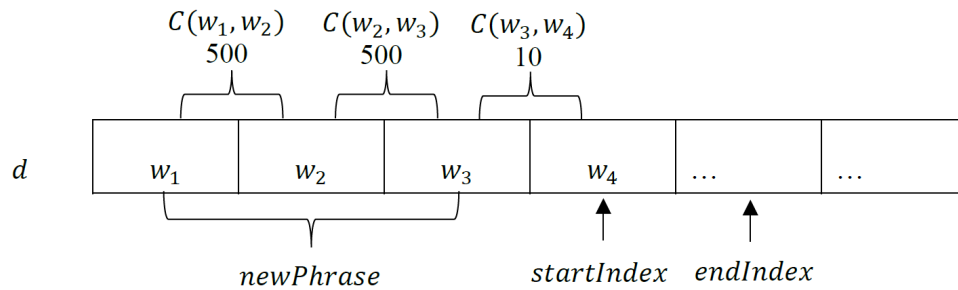 C(w₁, w₂) C(w₂, w₃) C(w₃, w₄)
500 500 10
d w₁ w₂ w₃ w₄ ... ...
newPhrase startIndex endIndex